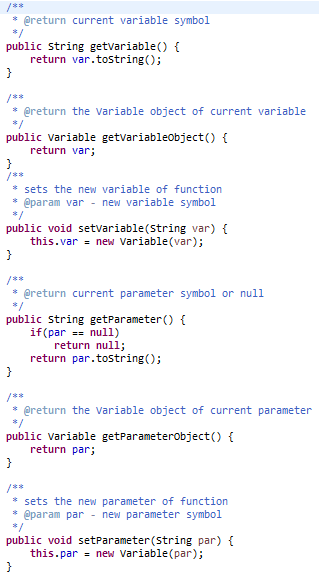 /**
 * @return current variable symbol
 */
public String getVariable() {
    return var.toString();
}

/**
 * @return the Variable object of current variable
 */
public Variable getVariableObject() {
    return var;
}
/**
 * sets the new variable of function
 * @param var - new variable symbol
 */
public void setVariable(String var) {
    this.var = new Variable(var);
}

/**
 * @return current parameter symbol or null
 */
public String getParameter() {
    if(par == null)
        return null;
    return par.toString();
}

/**
 * @return the Variable object of current parameter
 */
public Variable getParameterObject() {
    return par;
}

/**
 * sets the new parameter of function
 * @param par - new parameter symbol
 */
public void setParameter(String par) {
    this.par = new Variable(par);
}